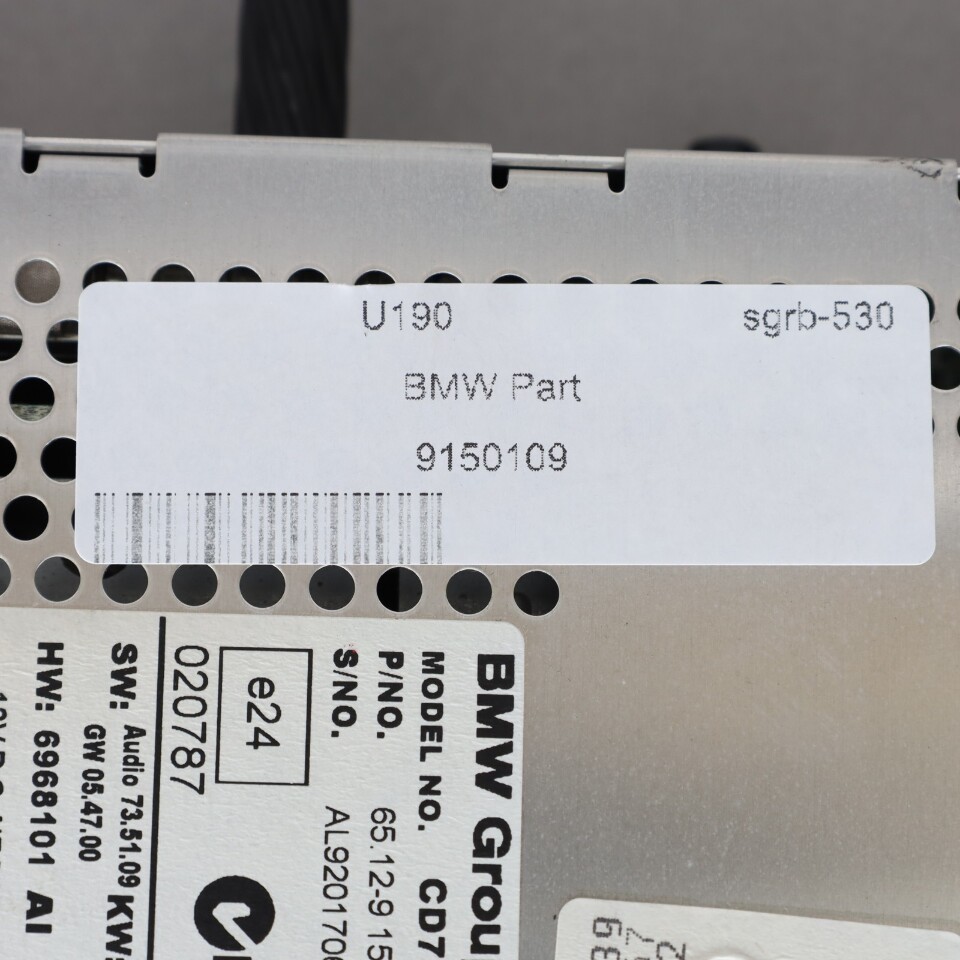 U190
sgrb-530
BMW Part
9150109
BMW Grou
MODEL NO. CD7
P/NO. 65.12-9 15
S/NO. AL920170
e24
020787
SW: Audio 73.51.09 KW:
GW 05.47.00
HW: 6968101 AI